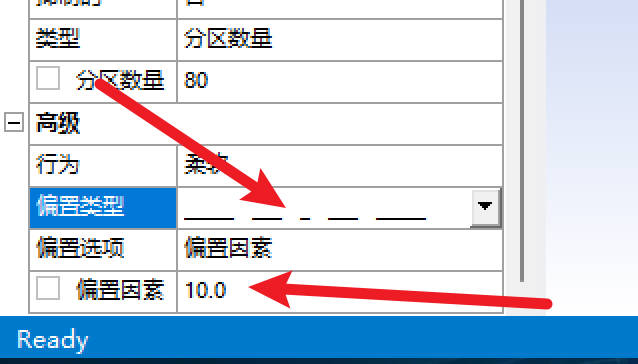 类型 分区数量
分区数量 80
高级
行为 柔软
偏置类型
偏置选项 偏置因素
偏置因素 10.0
Ready